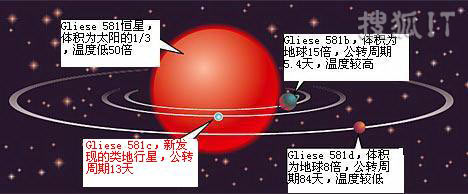 搜狐IT
Gliese 581恒星，
体积为太阳的1/3
，温度低50倍
Gliese 581b，体积为
地球15倍，公转周期
5.4天，温度较高
Gliese 581c，新发
现的类地行星，公转
周期13天
Gliese 581d，体积
为地球8倍，公转周
期84天，温度较低